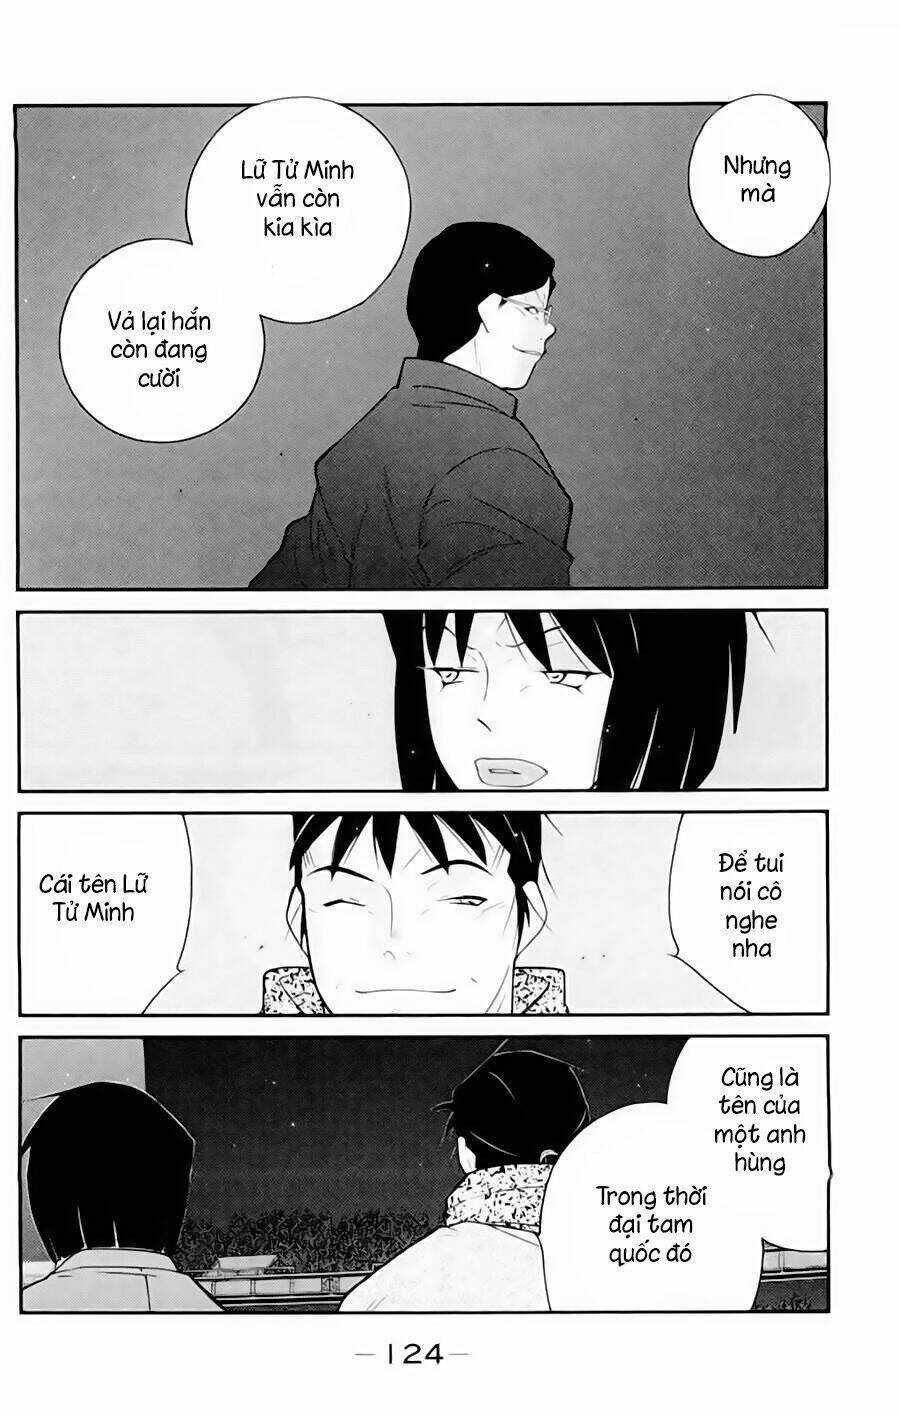 Nhưng
mà
Lữ Tử Minh
vẫn còn
kia kìa
Vả lại hắn
còn đang
cười
Để tui
nói cô
nghe
nha
Cái tên Lữ
Tử Minh
Cũng là
tên của
một anh
hùng
Trong thời
đại tam
quốc đó
124